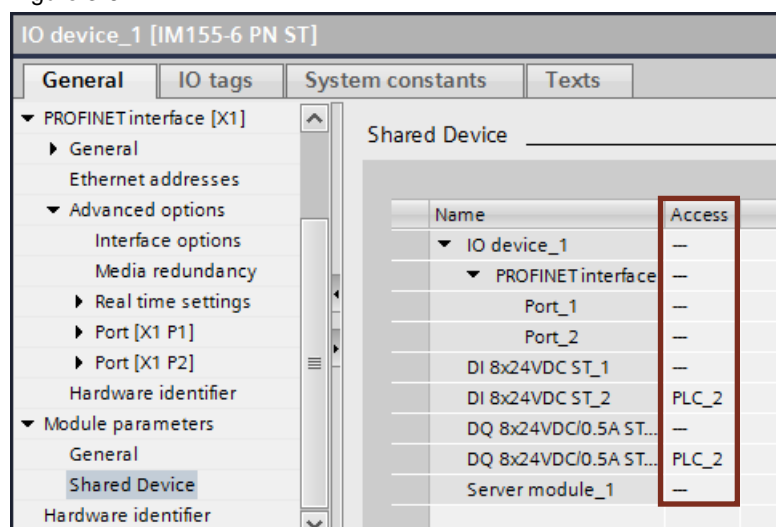 IO device_1 [IM155-6 PN ST]
General IO tags System constants Texts
PROFINET interface [X1]
General
Ethernet addresses
Advanced options
Interface options
Media redundancy
Real time settings
Port [X1 P1]
Port [X1 P2]
Hardware identifier
Module parameters
General
Shared Device
Hardware identifier
Shared Device
Name Access
IO device_1 ---
PROFINET interface ---
Port_1 ---
Port_2 ---
DI 8x24VDC ST_1 ---
DI 8x24VDC ST_2 PLC_2
DQ 8x24VDC/0.5A ST... ---
DQ 8x24VDC/0.5A ST... PLC_2
Server module_1 ---